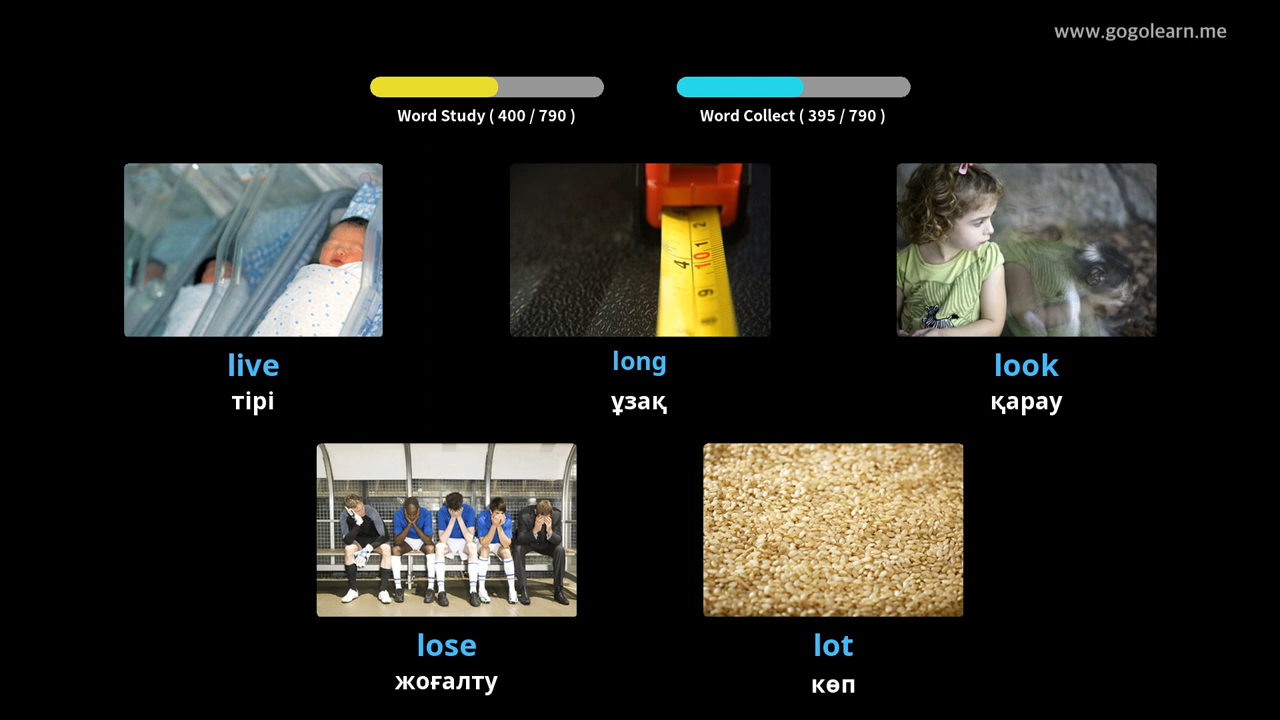 www.gogolearn.me
Word Study ( 400 / 790 )
Word Collect ( 395 / 790 )
live
тірі
long
ұзақ
look
қарау
lose
жоғалту
lot
көп